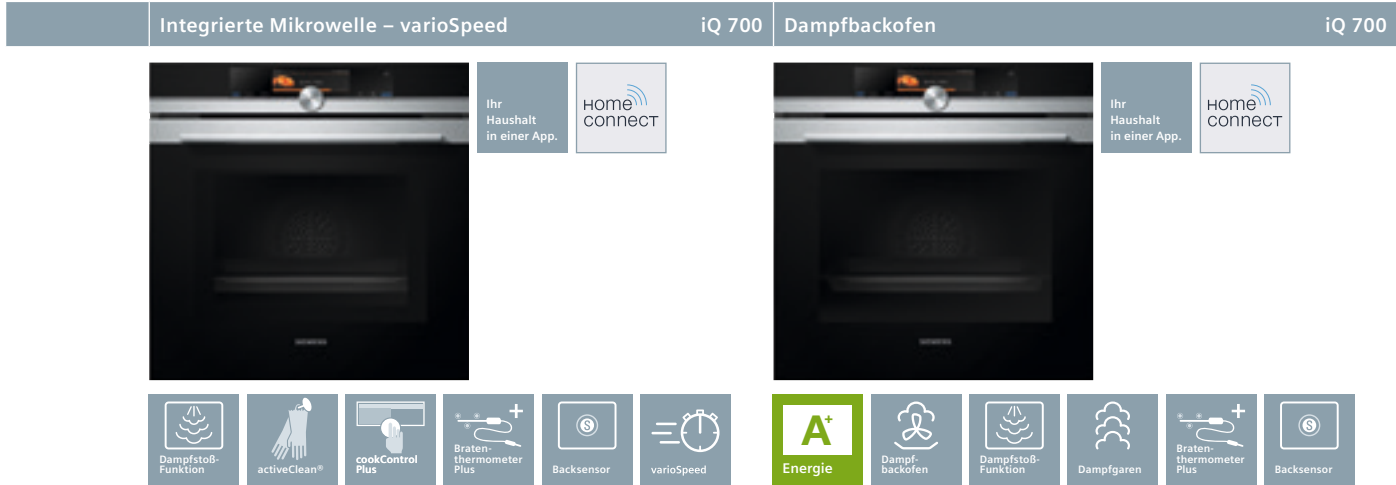 Integrierte Mikrowelle – varioSpeed
iQ 700
Dampfbackofen
iQ 700
Ihr
Haushalt
in einer App.
HOME
CONNECT
Ihr
Haushalt
in einer App.
HOME
CONNECT
SIEMENS
SIEMENS
Dampfstoß-
Funktion
activeClean®
cookControl
Plus
Braten-
thermometer
Plus
S
Backsensor
varioSpeed
A+
Energie
Dampf-
backofen
Dampfstoß-
Funktion
Dampfgaren
Braten-
thermometer
Plus
S
Backsensor